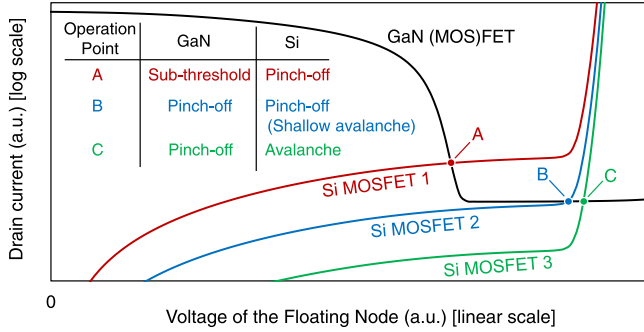 Drain current (a.u.) [log scale]
Operation
Point
GaN
Si
A
Sub-threshold
Pinch-off
B
Pinch-off
Pinch-off
(Shallow avalanche)
C
Pinch-off
Avalanche
GaN (MOS)FET
A
B
C
Si MOSFET 1
Si MOSFET 2
Si MOSFET 3
0
Voltage of the Floating Node (a.u.) [linear scale]